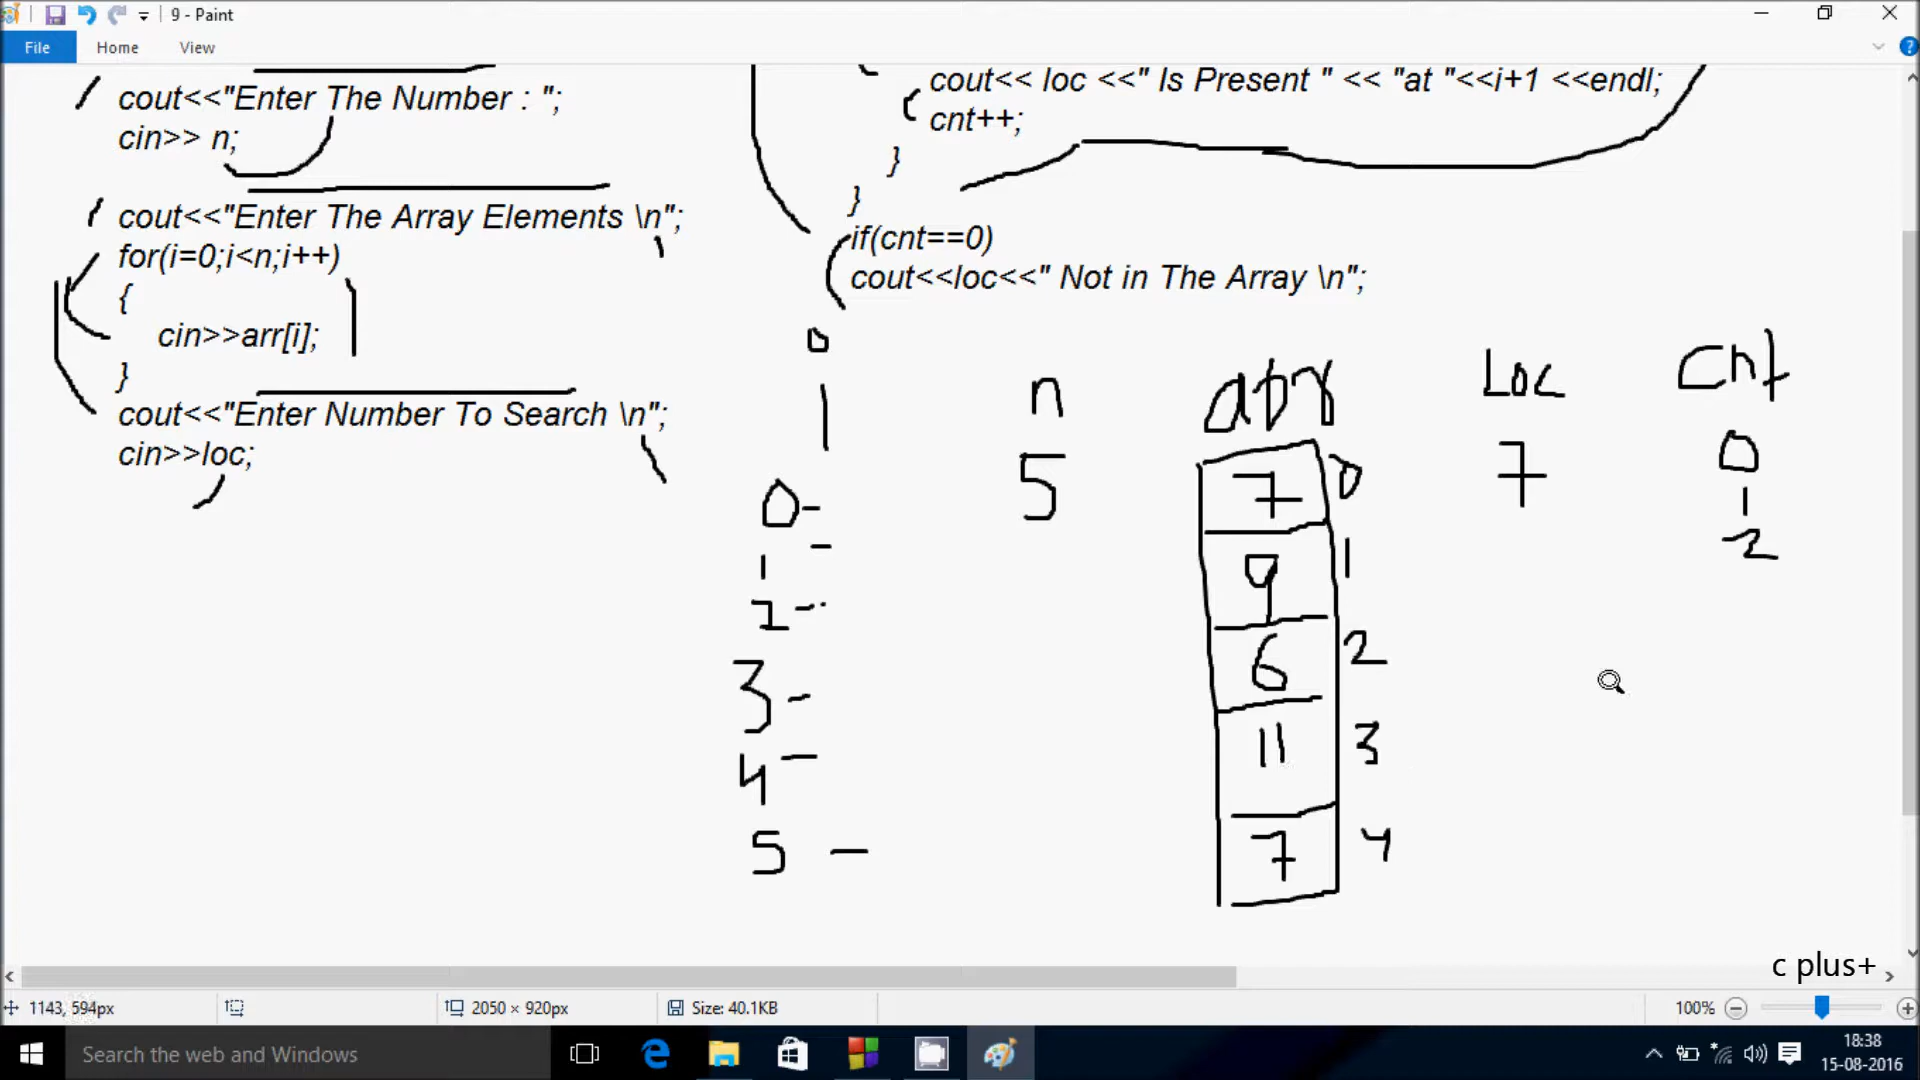 9 - Paint
File Home View
cout<<"Enter The Number : ";
cin>> n;
cout<<"Enter The Array Elements \n";
for(i=0;i<n;i++)
{
cin>>arr[i];
}
cout<<"Enter Number To Search \n";
cin>>loc;
cout<< loc <<" Is Present " << "at "<<i+1 <<endl;
cnt++;
}
}
if(cnt==0)
cout<<loc<<" Not in The Array \n";
i
0
1
2
3
4
5
n
5
arr
7 0
9 1
6 2
11 3
7 4
Loc
7
Cnt
0
1
2
c plus+
1143, 594px 2050 × 920px Size: 40.1KB 100%
Search the web and Windows
18:38
15-08-2016